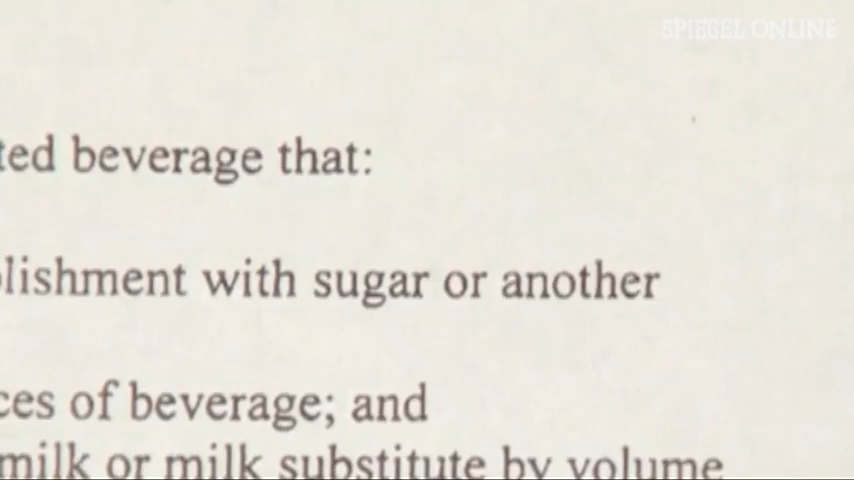 SPIEGEL ONLINE
ted beverage that:
lishment with sugar or another
ces of beverage; and
milk or milk substitute by volume